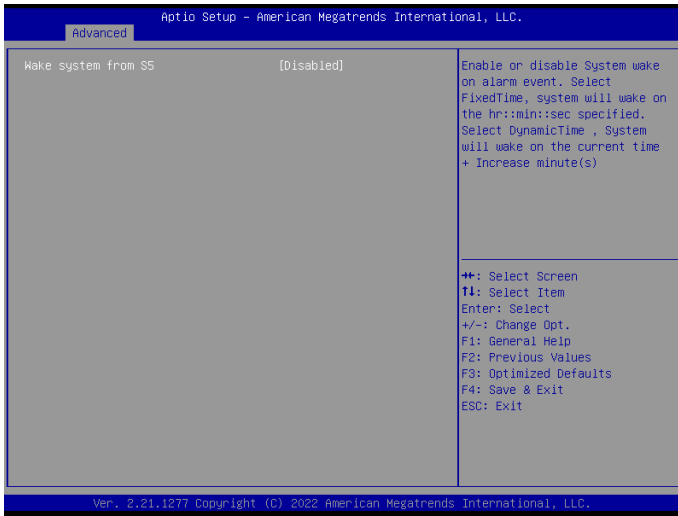 Aptio Setup – American Megatrends International, LLC.
Advanced
Wake system from S5 [Disabled]
Enable or disable System wake
on alarm event. Select
FixedTime, system will wake on
the hr::min::sec specified.
Select DynamicTime , System
will wake on the current time
+ Increase minute(s)
→←: Select Screen
↑↓: Select Item
Enter: Select
+/-: Change Opt.
F1: General Help
F2: Previous Values
F3: Optimized Defaults
F4: Save & Exit
ESC: Exit
Ver. 2.21.1277 Copyright (C) 2022 American Megatrends International, LLC.